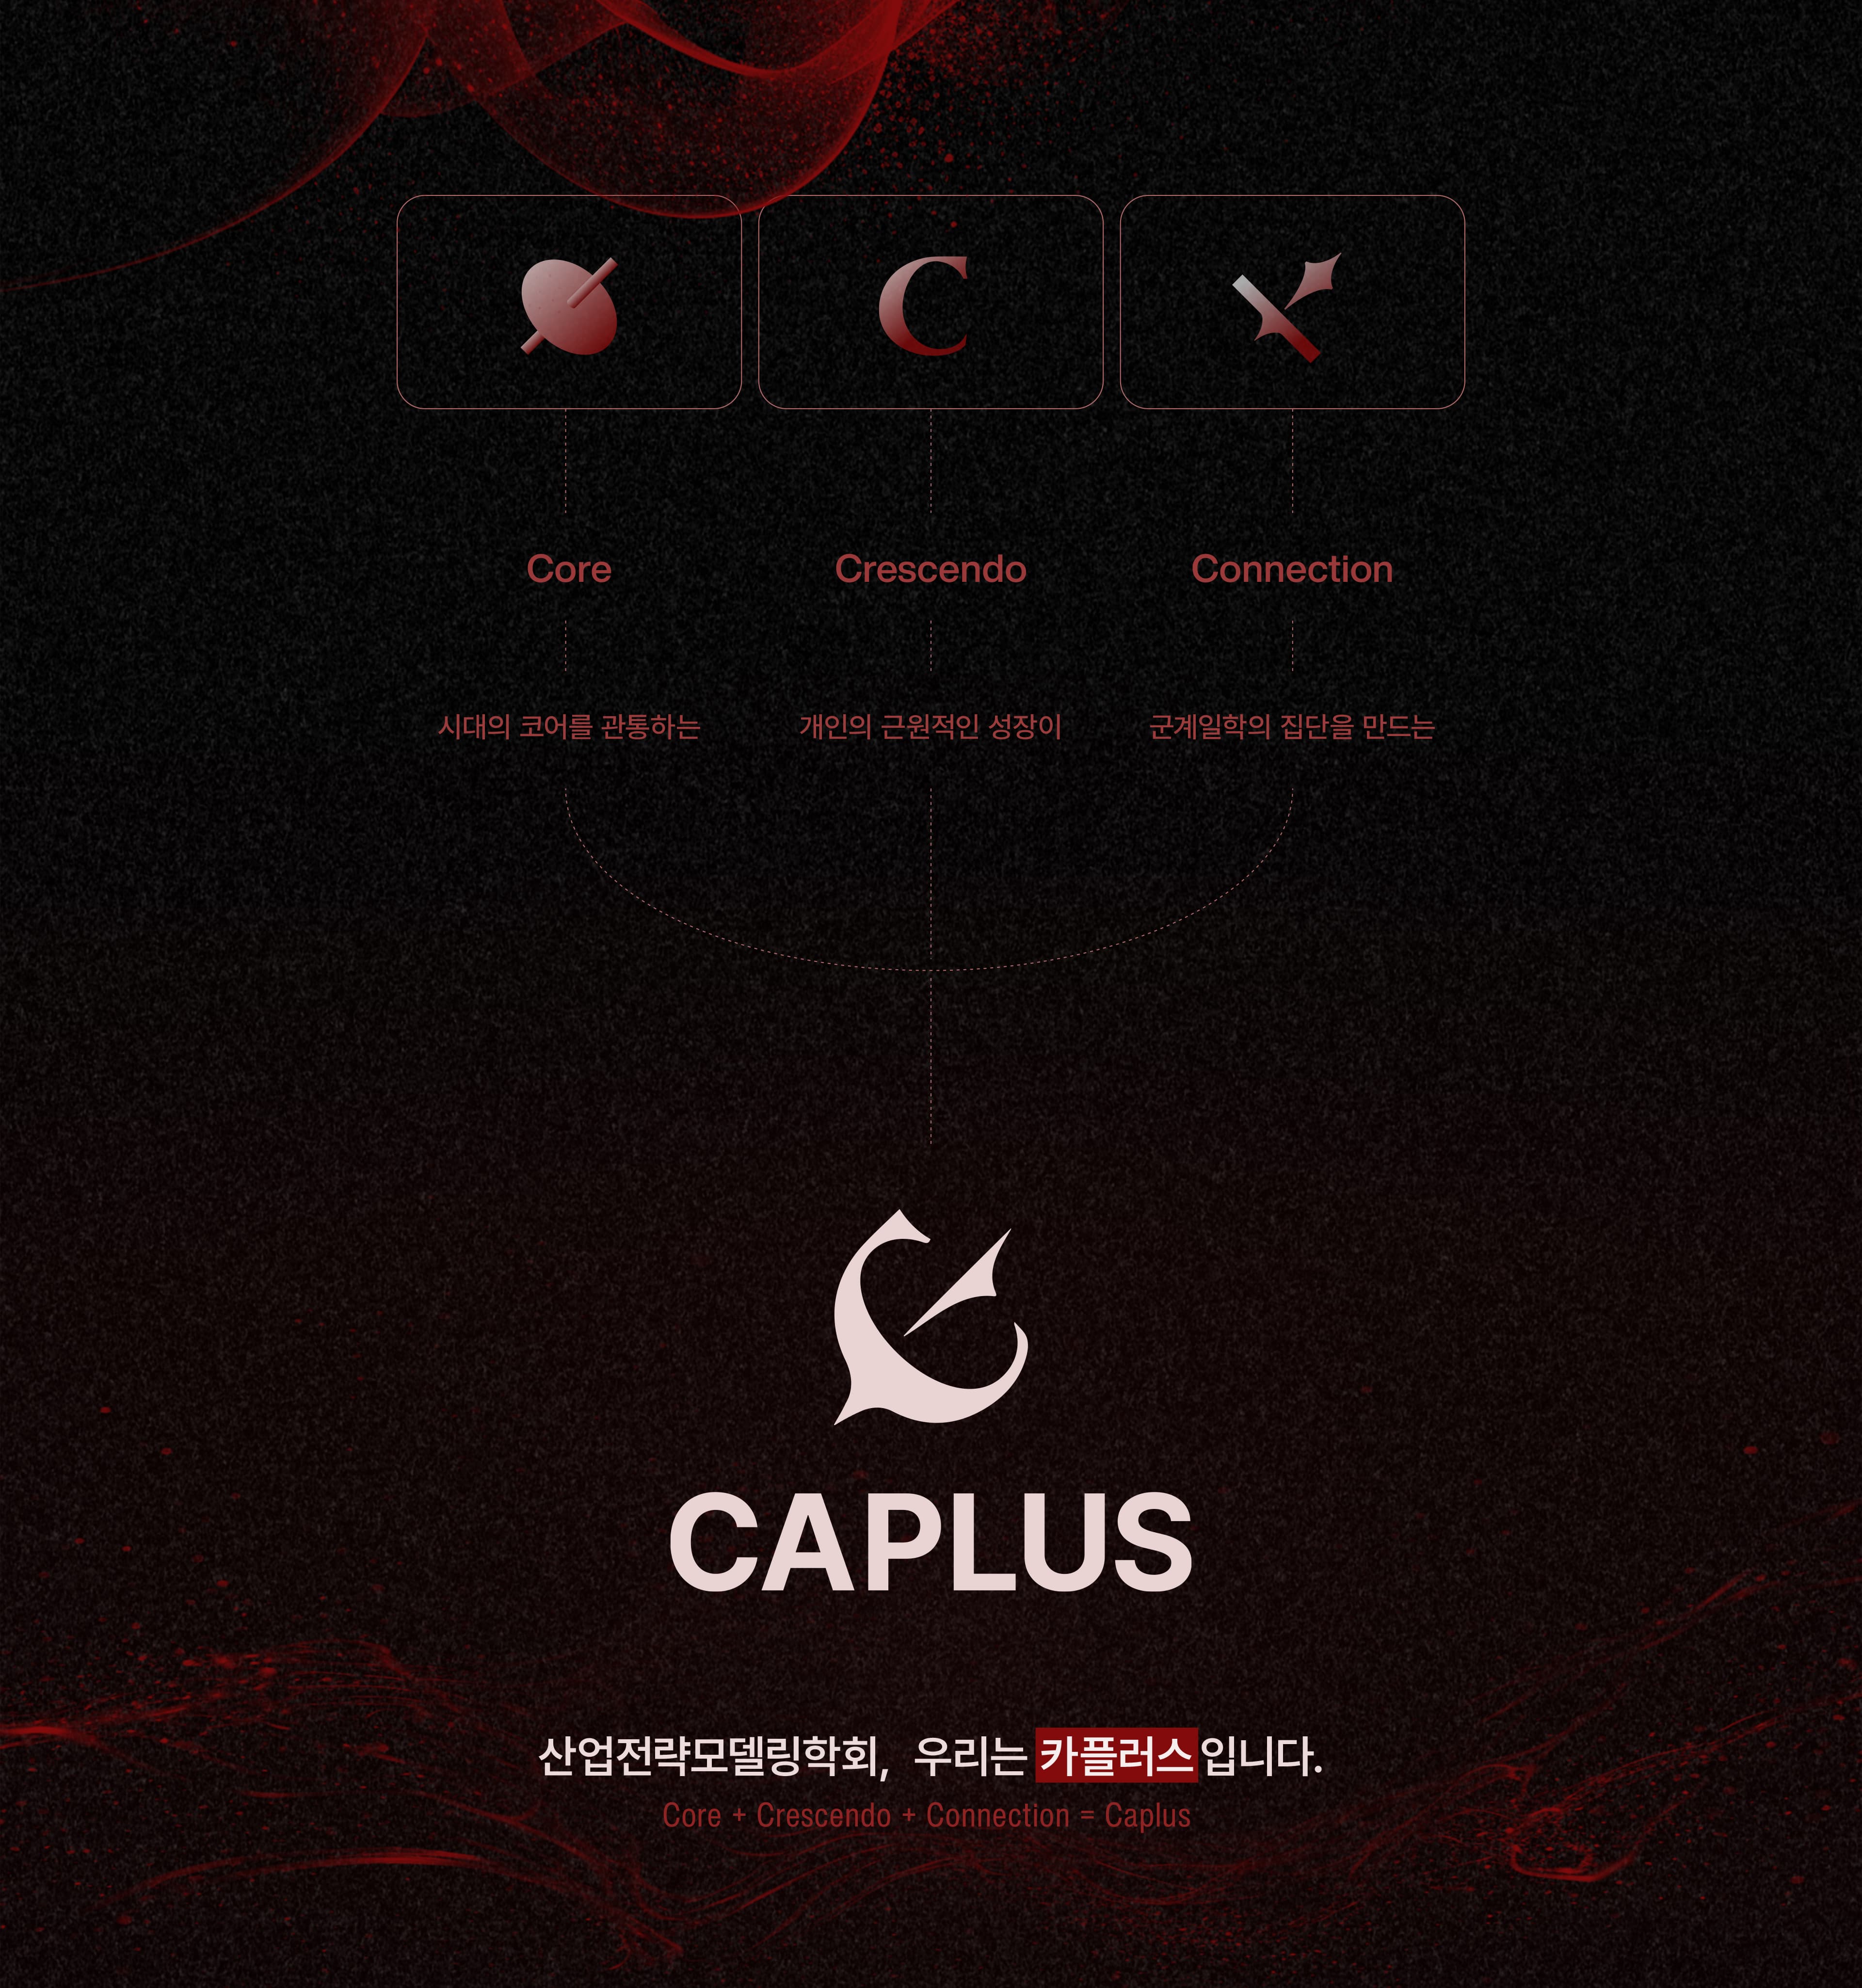 C
Core
Crescendo
Connection
시대의 코어를 관통하는
개인의 근원적인 성장이
군계일학의 집단을 만드는
CAPLUS
산업전략모델링학회, 우리는 카플러스입니다.
Core + Crescendo + Connection = Caplus